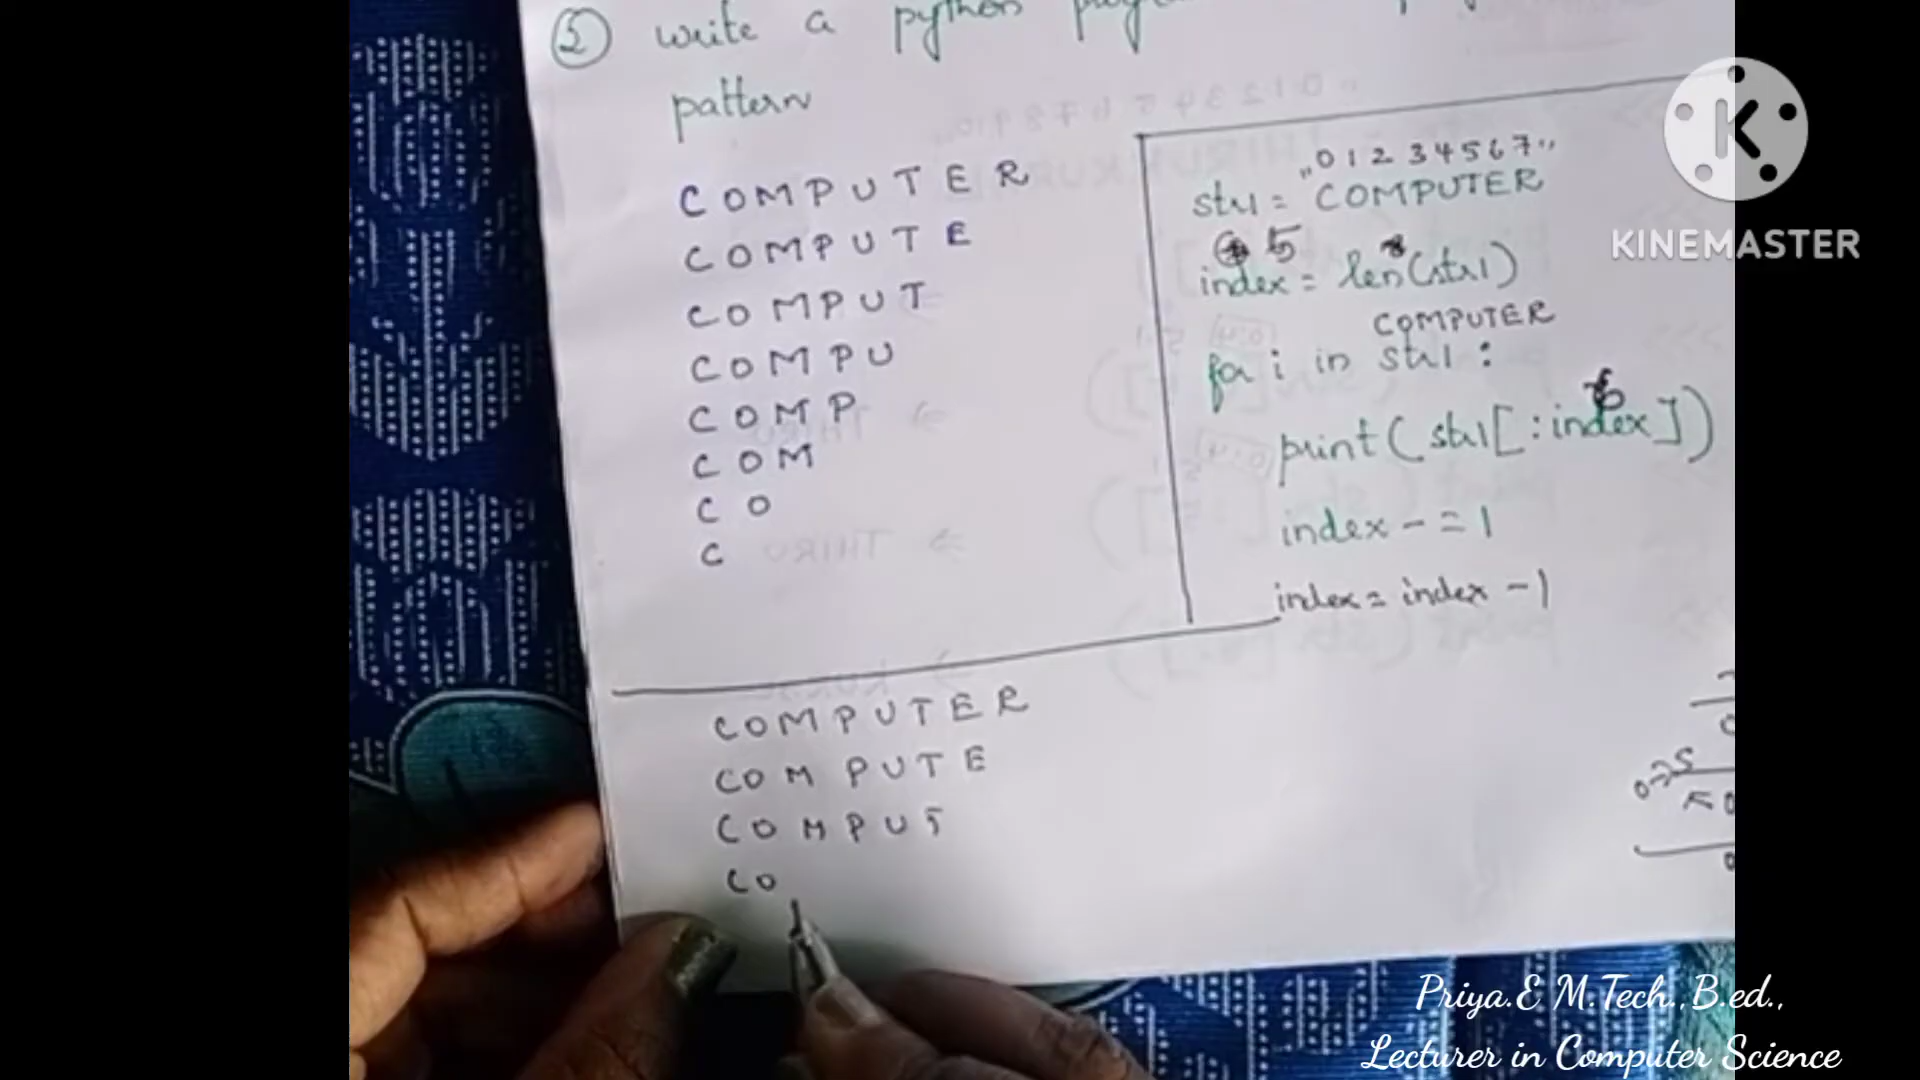 5 write a python
pattern
COMPUTER
COMPUTE
COMPUT
COMPU
COMP
COM
CO
C
"01234567"
str1 = COMPUTER
5
index = len(str1)
COMPUTER
for i in str1 :
print(str1[:index])
index -= 1
index = index - 1
COMPUTER
COMPUTE
COMPUT
CO
KINEMASTER
Priya.E M.Tech.,B.ed.,
Lecturer in Computer Science